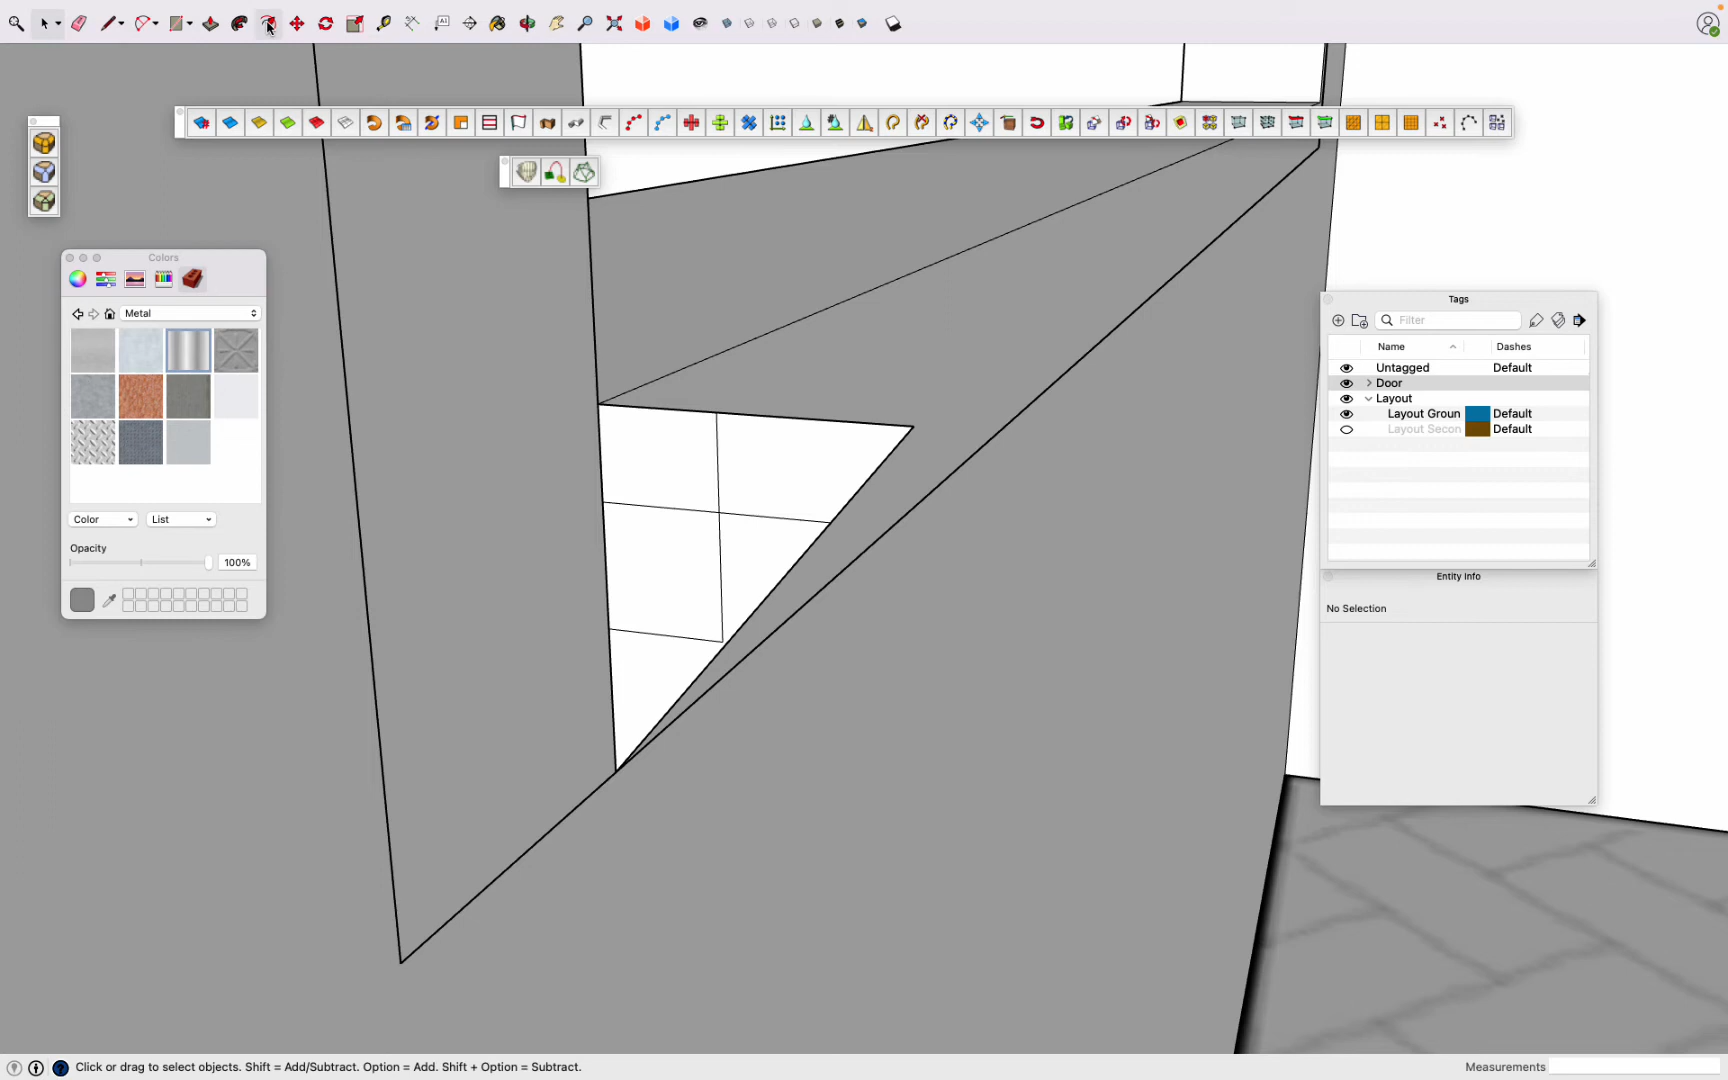 A1
Colors
Metal
Color
List
Opacity
100%
Tags
Filter
Name
Dashes
Untagged
Default
Door
Layout
Layout Groun
Default
Layout Secon
Default
Entity Info
No Selection
Click or drag to select objects. Shift = Add/Subtract. Option = Add. Shift + Option = Subtract.
Measurements